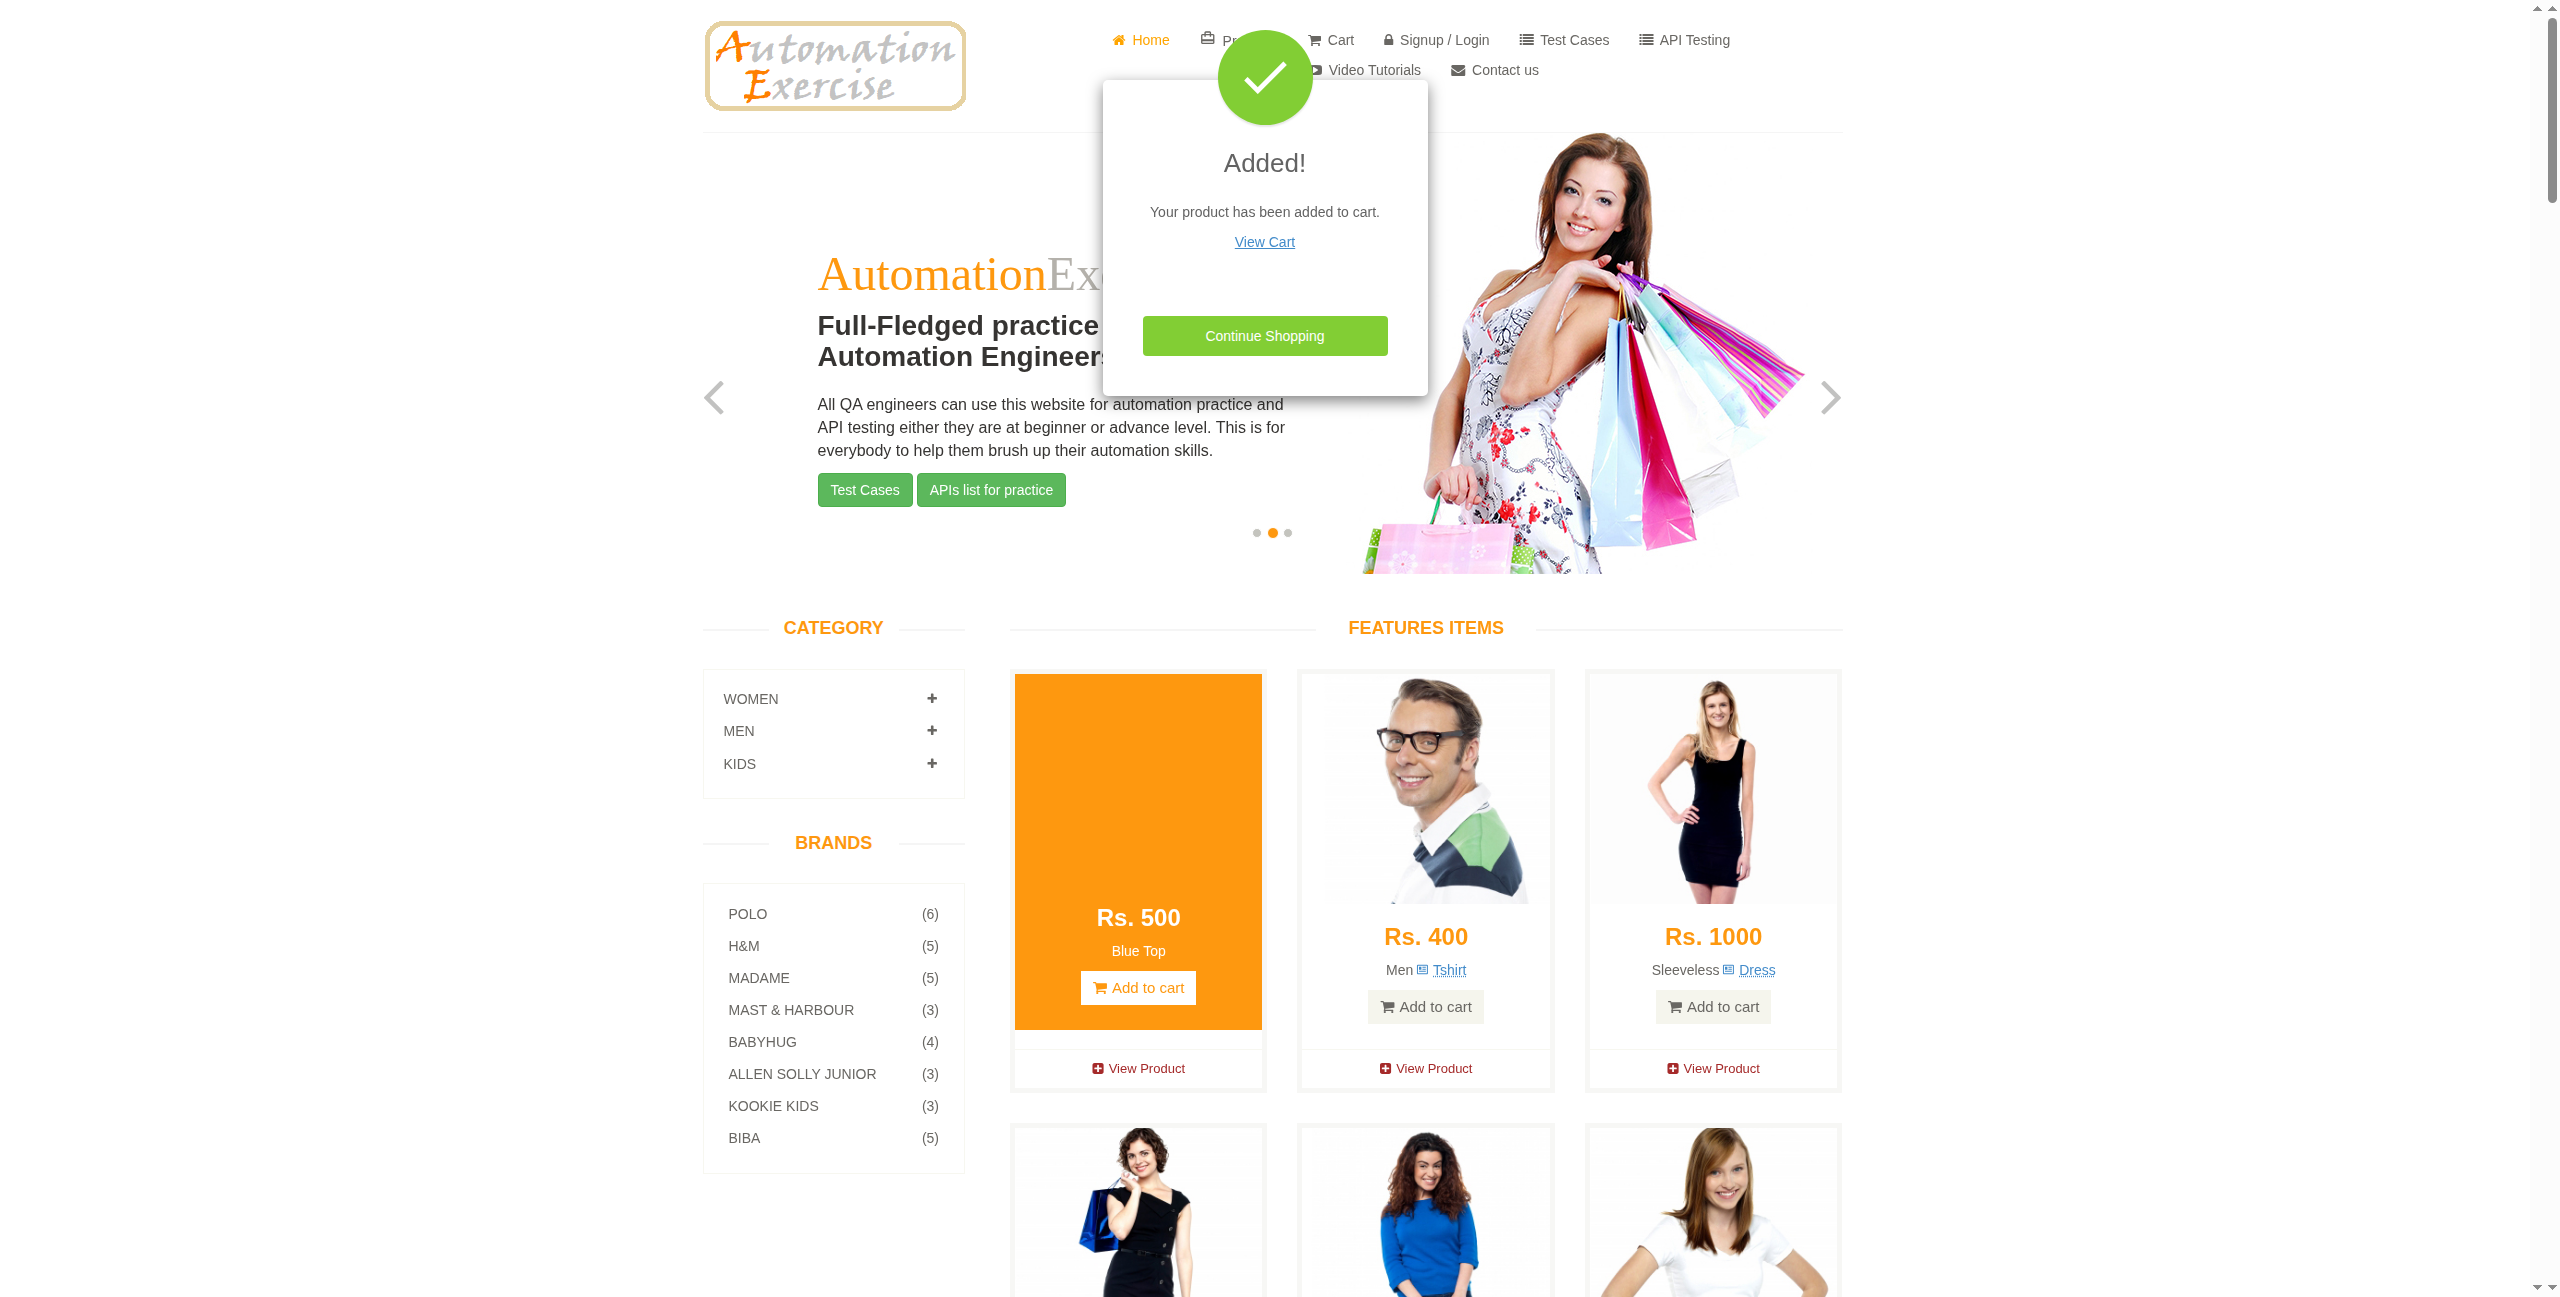 Automation
Exercise
Home
Cart
Signup / Login
Test Cases
API Testing
Video Tutorials
Contact us
Added!
Your product has been added to cart.
View Cart
Continue Shopping
AutomationEx
Full-Fledged practice
Automation Engineers
All QA engineers can use this website for automation practice and
API testing either they are at beginner or advance level. This is for
everybody to help them brush up their automation skills.
Test Cases APIs list for practice
CATEGORY
WOMEN
MEN
KIDS
BRANDS
POLO (6)
H&M (5)
MADAME (5)
MAST & HARBOUR (3)
BABYHUG (4)
ALLEN SOLLY JUNIOR (3)
KOOKIE KIDS (3)
BIBA (5)
FEATURES ITEMS
Rs. 500
Blue Top
Add to cart
View Product
Rs. 400
Men Tshirt
Add to cart
View Product
Rs. 1000
Sleeveless Dress
Add to cart
View Product